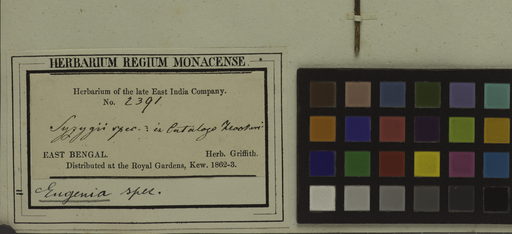 HERBARIUM REGIUM MONACENSE.
Herbarium of the late East India Company.
No. 2391
Syzygii spec. : in Catalogo
EAST BENGAL. Herb. Griffith.
Distributed at the Royal Gardens, Kew. 1862-3.
Eugenia spec.